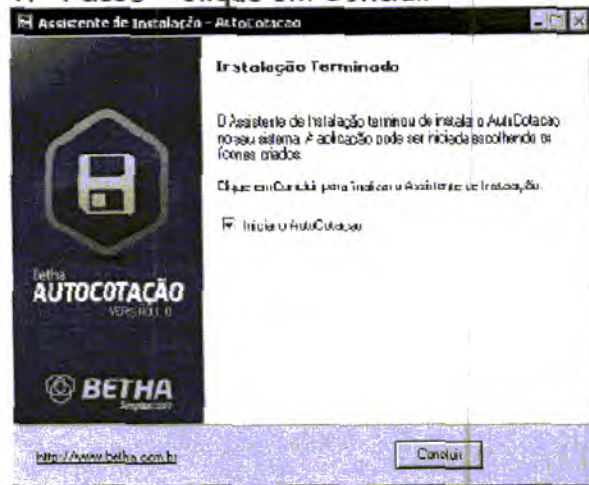 Assistente de Instalação - AutoCotacao
Instalação Terminada
O Assistente de Instalação terminou de instalar o AutoCotacao
no seu sistema. A aplicação pode ser iniciada escolhendo os
ícones criados.
Clique em Concluir para finalizar o Assistente de Instalação.
Iniciar o AutoCotacao
Betha
AUTOCOTAÇÃO
BETHA
http://www.betha.com.br
Concluir